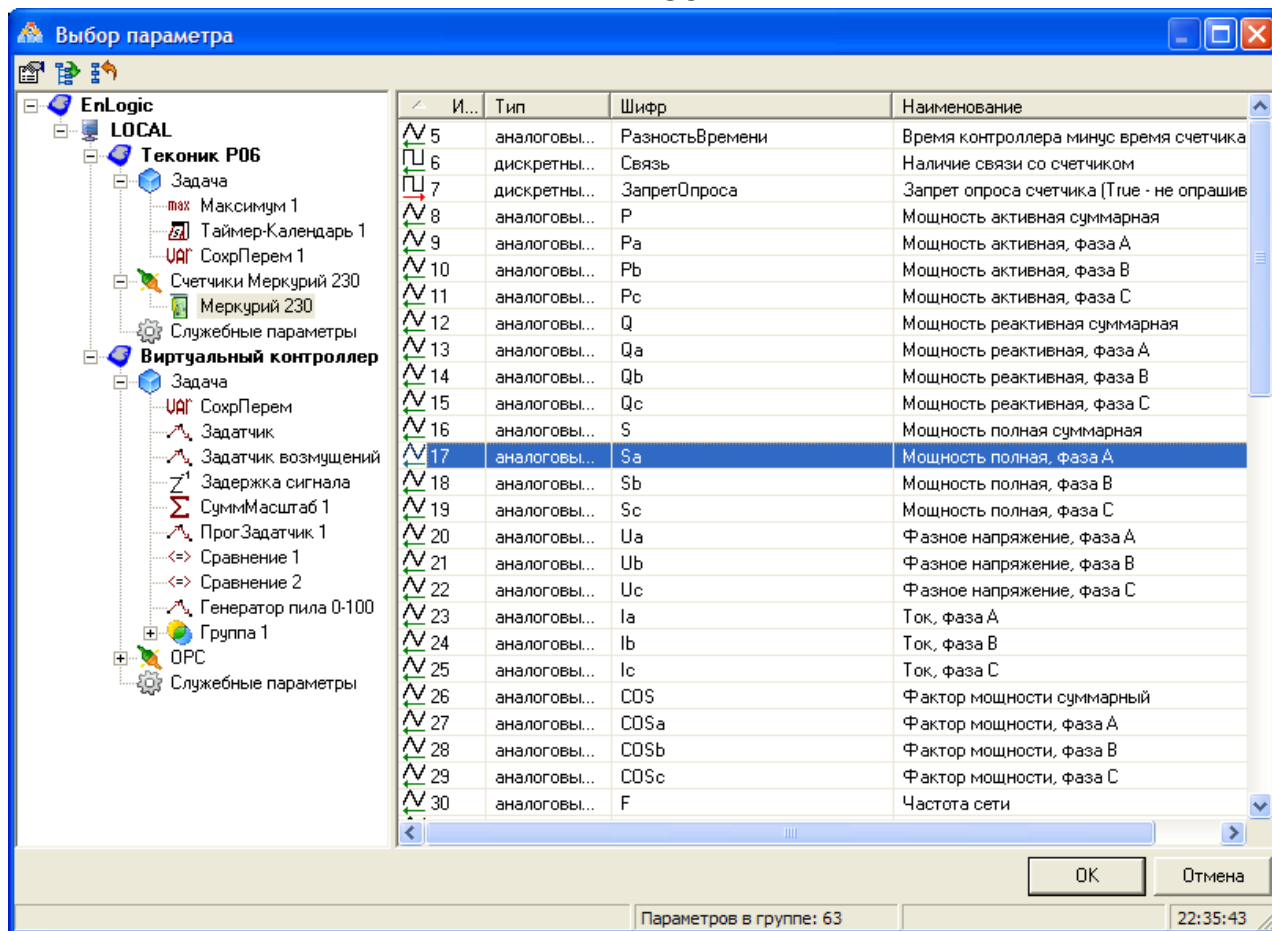 Выбор параметра
EnLogic
LOCAL
Теконик P06
Задача
max Максимум 1
Таймер-Календарь 1
VAR СохрПерем 1
Счетчики Меркурий 230
Меркурий 230
Служебные параметры
Виртуальный контроллер
Задача
VAR СохрПерем
Задатчик
Задатчик возмущений
Z⁻¹ Задержка сигнала
Σ СуммМасштаб 1
ПрогЗадатчик 1
<=> Сравнение 1
<=> Сравнение 2
Генератор пила 0-100
Группа 1
OPC
Служебные параметры
И... Тип Шифр Наименование
5 аналоговы... РазностьВремени Время контроллера минус время счетчика
6 дискретны... Связь Наличие связи со счетчиком
7 дискретны... ЗапретОпроса Запрет опроса счетчика (True - не опрашив
8 аналоговы... P Мощность активная суммарная
9 аналоговы... Pa Мощность активная, фаза A
10 аналоговы... Pb Мощность активная, фаза B
11 аналоговы... Pc Мощность активная, фаза C
12 аналоговы... Q Мощность реактивная суммарная
13 аналоговы... Qa Мощность реактивная, фаза A
14 аналоговы... Qb Мощность реактивная, фаза B
15 аналоговы... Qc Мощность реактивная, фаза C
16 аналоговы... S Мощность полная суммарная
17 аналоговы... Sa Мощность полная, фаза A
18 аналоговы... Sb Мощность полная, фаза B
19 аналоговы... Sc Мощность полная, фаза C
20 аналоговы... Ua Фазное напряжение, фаза A
21 аналоговы... Ub Фазное напряжение, фаза B
22 аналоговы... Uc Фазное напряжение, фаза C
23 аналоговы... Ia Ток, фаза A
24 аналоговы... Ib Ток, фаза B
25 аналоговы... Ic Ток, фаза C
26 аналоговы... COS Фактор мощности суммарный
27 аналоговы... COSa Фактор мощности, фаза A
28 аналоговы... COSb Фактор мощности, фаза B
29 аналоговы... COSc Фактор мощности, фаза C
30 аналоговы... F Частота сети
OK Отмена
Параметров в группе: 63 22:35:43